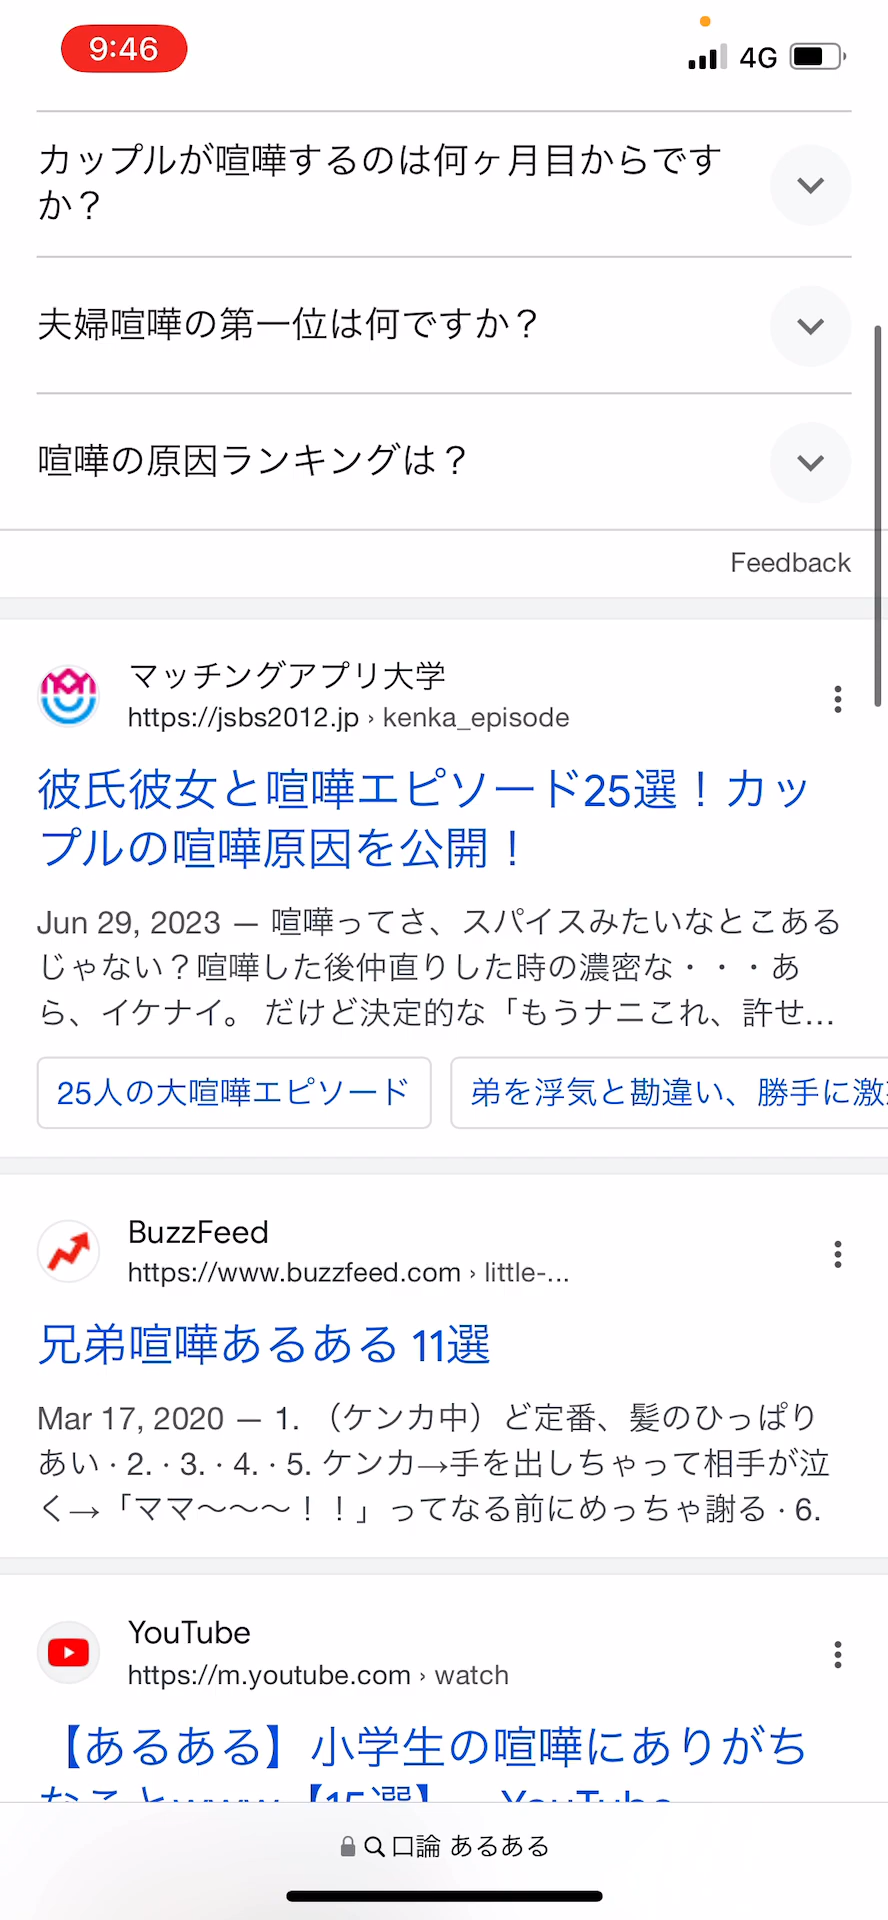 9:46
4G
カップルが喧嘩するのは何ヶ月目からです
か？
夫婦喧嘩の第一位は何ですか？
喧嘩の原因ランキングは？
Feedback
マッチングアプリ大学
https://jsbs2012.jp › kenka_episode
彼氏彼女と喧嘩エピソード25選！カッ
プルの喧嘩原因を公開！
Jun 29, 2023 — 喧嘩ってさ、スパイスみたいなとこある
じゃない？喧嘩した後仲直りした時の濃密な・・・あ
ら、イケナイ。 だけど決定的な「もうナニこれ、許せ...
25人の大喧嘩エピソード
弟を浮気と勘違い、勝手に激
BuzzFeed
https://www.buzzfeed.com › little-...
兄弟喧嘩あるある 11選
Mar 17, 2020 — 1. （ケンカ中）ど定番、髪のひっぱり
あい · 2. · 3. · 4. · 5. ケンカ→手を出しちゃって相手が泣
く→「ママ〜〜〜！！」ってなる前にめっちゃ謝る · 6.
YouTube
https://m.youtube.com › watch
【あるある】小学生の喧嘩にありがち
なことwww【15選】 - YouTube
口論 あるある